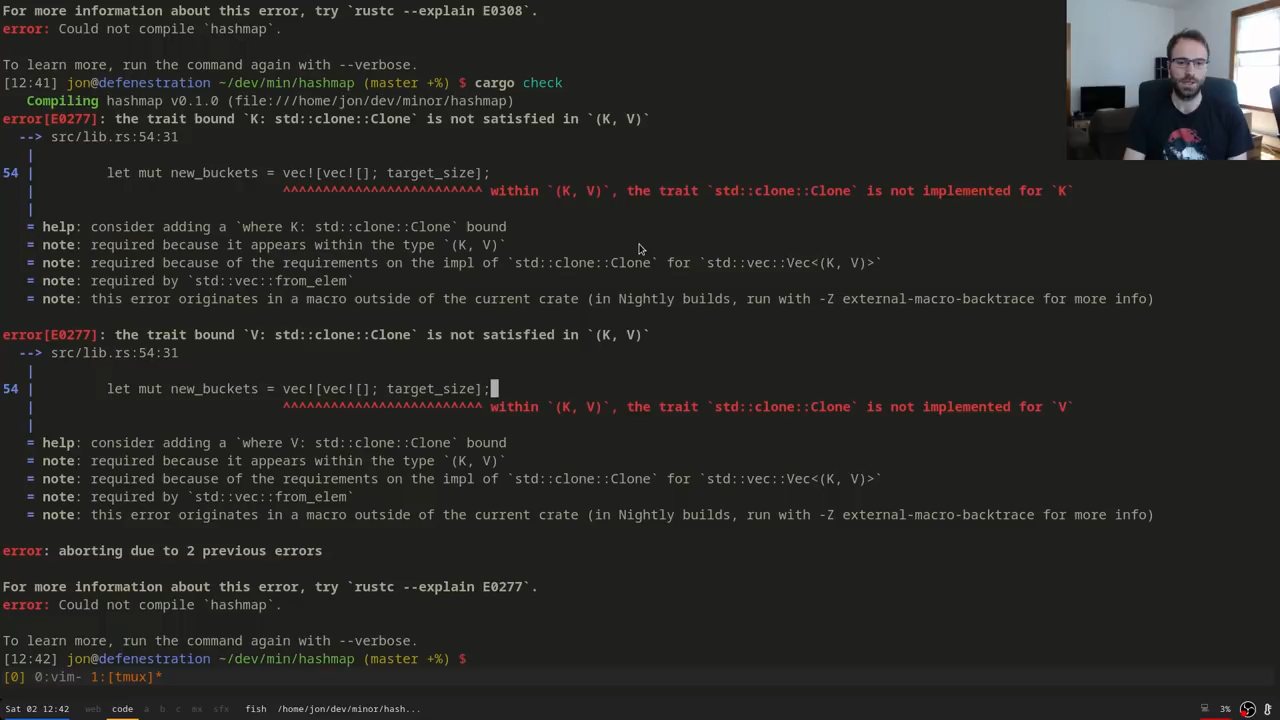 For more information about this error, try `rustc --explain E0308`.
error: Could not compile `hashmap`.
To learn more, run the command again with --verbose.
[12:41] jon@defenestration ~/dev/min/hashmap (master +%) $ cargo check
Compiling hashmap v0.1.0 (file:///home/jon/dev/minor/hashmap)
error[E0277]: the trait bound `K: std::clone::Clone` is not satisfied in `(K, V)`
--> src/lib.rs:54:31
|
54 | let mut new_buckets = vec![vec![]; target_size];
| ^^^^^^^^^^^^^^^^^^^^^^^^^ within `(K, V)`, the trait `std::clone::Clone` is not implemented for `K`
|
= help: consider adding a `where K: std::clone::Clone` bound
= note: required because it appears within the type `(K, V)`
= note: required because of the requirements on the impl of `std::clone::Clone` for `std::vec::Vec<(K, V)>`
= note: required by `std::vec::from_elem`
= note: this error originates in a macro outside of the current crate (in Nightly builds, run with -Z external-macro-backtrace for more info)
error[E0277]: the trait bound `V: std::clone::Clone` is not satisfied in `(K, V)`
--> src/lib.rs:54:31
|
54 | let mut new_buckets = vec![vec![]; target_size];
| ^^^^^^^^^^^^^^^^^^^^^^^^^ within `(K, V)`, the trait `std::clone::Clone` is not implemented for `V`
|
= help: consider adding a `where V: std::clone::Clone` bound
= note: required because it appears within the type `(K, V)`
= note: required because of the requirements on the impl of `std::clone::Clone` for `std::vec::Vec<(K, V)>`
= note: required by `std::vec::from_elem`
= note: this error originates in a macro outside of the current crate (in Nightly builds, run with -Z external-macro-backtrace for more info)
error: aborting due to 2 previous errors
For more information about this error, try `rustc --explain E0277`.
error: Could not compile `hashmap`.
To learn more, run the command again with --verbose.
[12:42] jon@defenestration ~/dev/min/hashmap (master +%) $
[0] 0:vim- 1:[tmux]*
Sat 02 12:42 web code a b c mx sfx fish /home/jon/dev/minor/hash... 3%